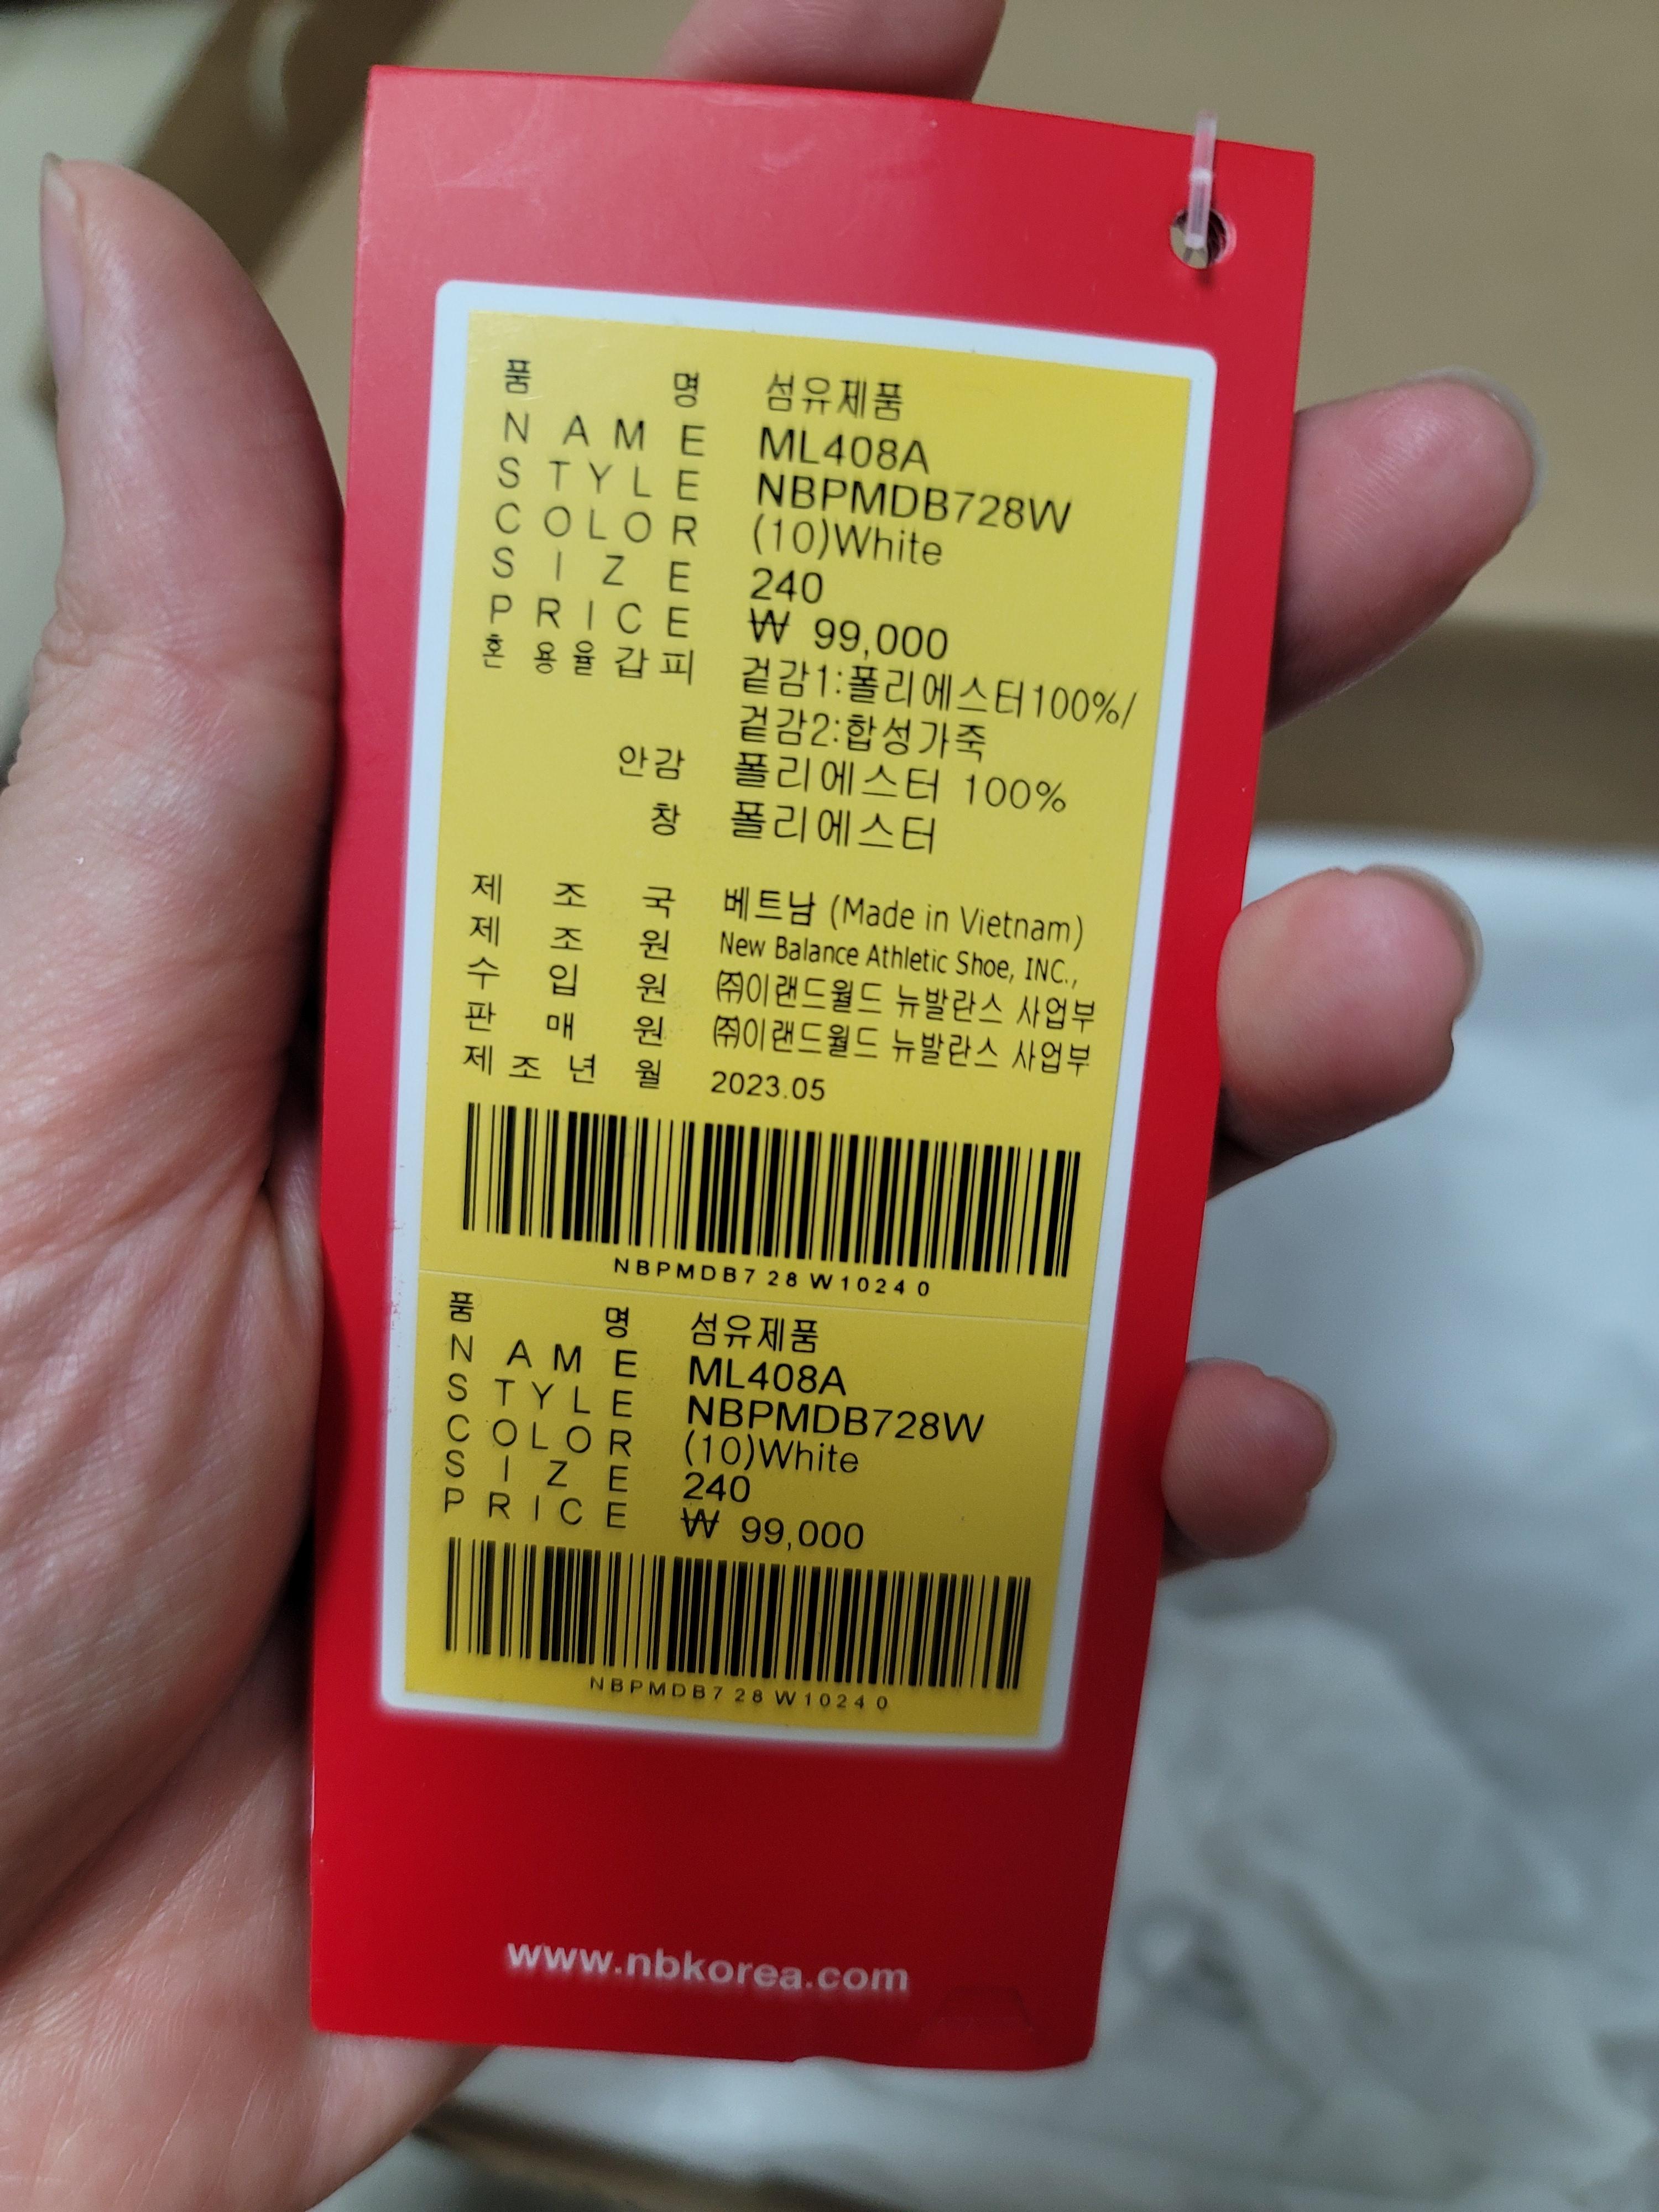 품 명 섬유제품
NAME ML408A
STYLE NBPMDB728W
COLOR (10)White
SIZE 240
PRICE ₩ 99,000
혼용율갑피 겉감1:폴리에스터100%/
겉감2:합성가죽
안감 폴리에스터 100%
창 폴리에스터
제조국 베트남 (Made in Vietnam)
제조원 New Balance Athletic Shoe, INC.,
수입원 ㈜이랜드월드 뉴발란스 사업부
판매원 ㈜이랜드월드 뉴발란스 사업부
제조년월 2023.05
NBPMDB728W10240
품 명 섬유제품
NAME ML408A
STYLE NBPMDB728W
COLOR (10)White
SIZE 240
PRICE ₩ 99,000
NBPMDB728W10240
www.nbkorea.com